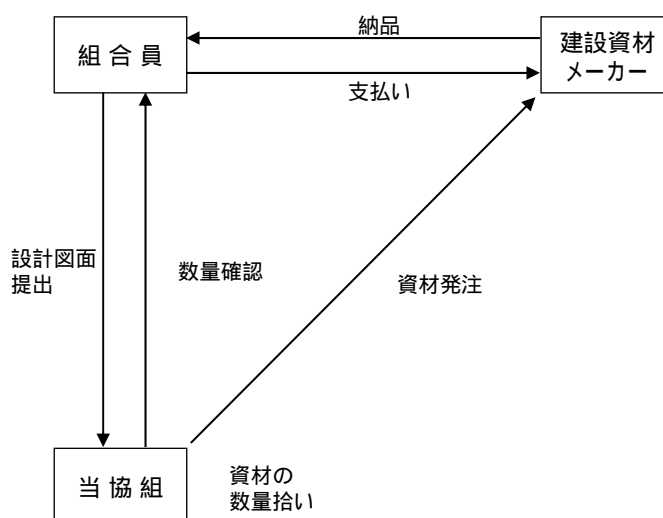 納品
組合員
建設資材
メーカー
支払い
設計図面
提出
数量確認
資材発注
当協組
資材の
数量拾い